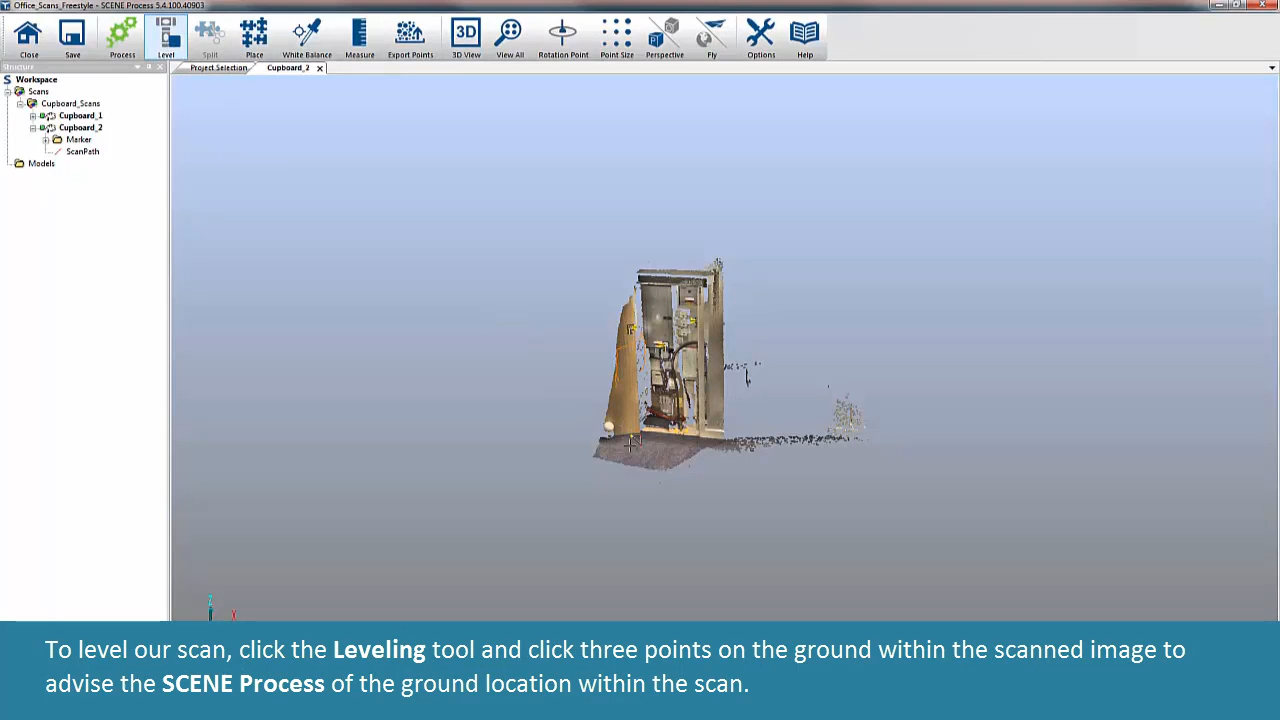 Office_Scans_Freestyle - SCENE Process 5.4.100.40903
Close Save Process Level Split Place White Balance Measure Export Points 3D View View All Rotation Point Point Size Perspective Fly Options Help
Structure
Project Selection Cupboard_2
Workspace
Scans
Cupboard_Scans
Cupboard_1
Cupboard_2
Marker
ScanPath
Models
Z X
To level our scan, click the Leveling tool and click three points on the ground within the scanned image to
advise the SCENE Process of the ground location within the scan.